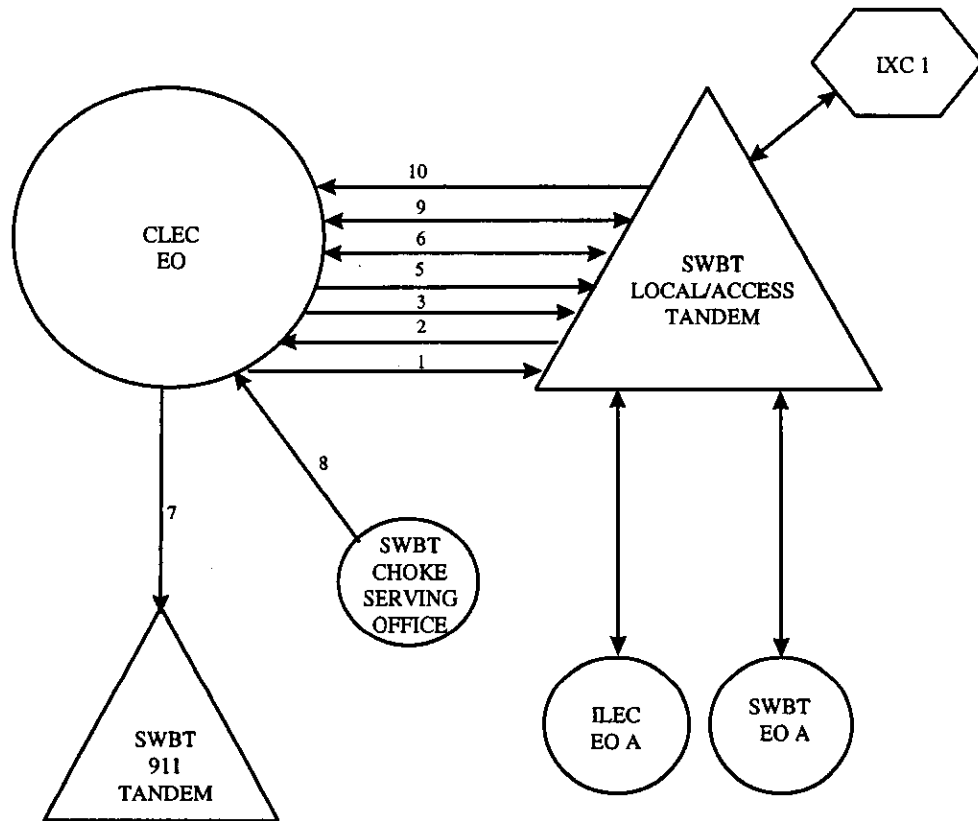 IXC 1
10
9
6
5
3
2
1
CLEC
EO
SWBT
LOCAL/ACCESS
TANDEM
8
7
SWBT
CHOKE
SERVING
OFFICE
SWBT
911
TANDEM
ILEC
EO A
SWBT
EO A